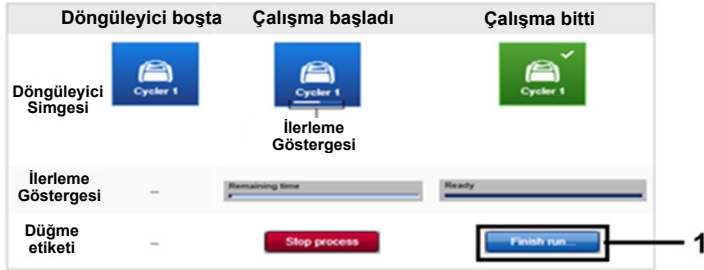 Döngüleyici boşta Çalışma başladı Çalışma bitti
Döngüleyici
Simgesi
Cycler 1 Cycler 1 Cycler 1
İlerleme
Göstergesi
İlerleme
Göstergesi
– Remaining time Ready
Düğme
etiketi
– Stop process Finish run... 1